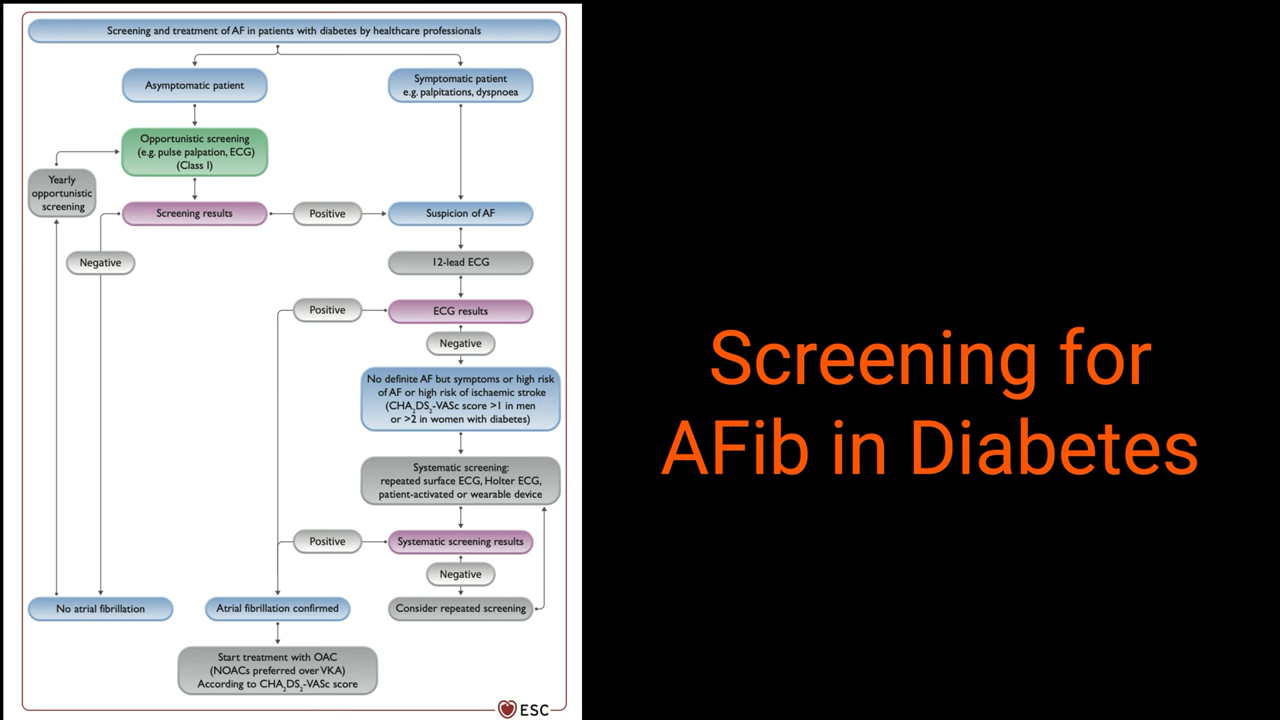 Screening and treatment of AF in patients with diabetes by healthcare professionals
Asymptomatic patient
Symptomatic patient
e.g. palpitations, dyspnoea
Opportunistic screening
(e.g. pulse palpation, ECG)
(Class I)
Yearly
opportunistic
screening
Screening results
Positive
Suspicion of AF
Negative
12-lead ECG
Positive
ECG results
Negative
No definite AF but symptoms or high risk
of AF or high risk of ischaemic stroke
(CHA₂DS₂-VASc score >1 in men
or >2 in women with diabetes)
Systematic screening:
repeated surface ECG, Holter ECG,
patient-activated or wearable device
Positive
Systematic screening results
Negative
No atrial fibrillation
Atrial fibrillation confirmed
Consider repeated screening
Start treatment with OAC
(NOACs preferred over VKA)
According to CHA₂DS₂-VASc score
ESC
Screening for
AFib in Diabetes